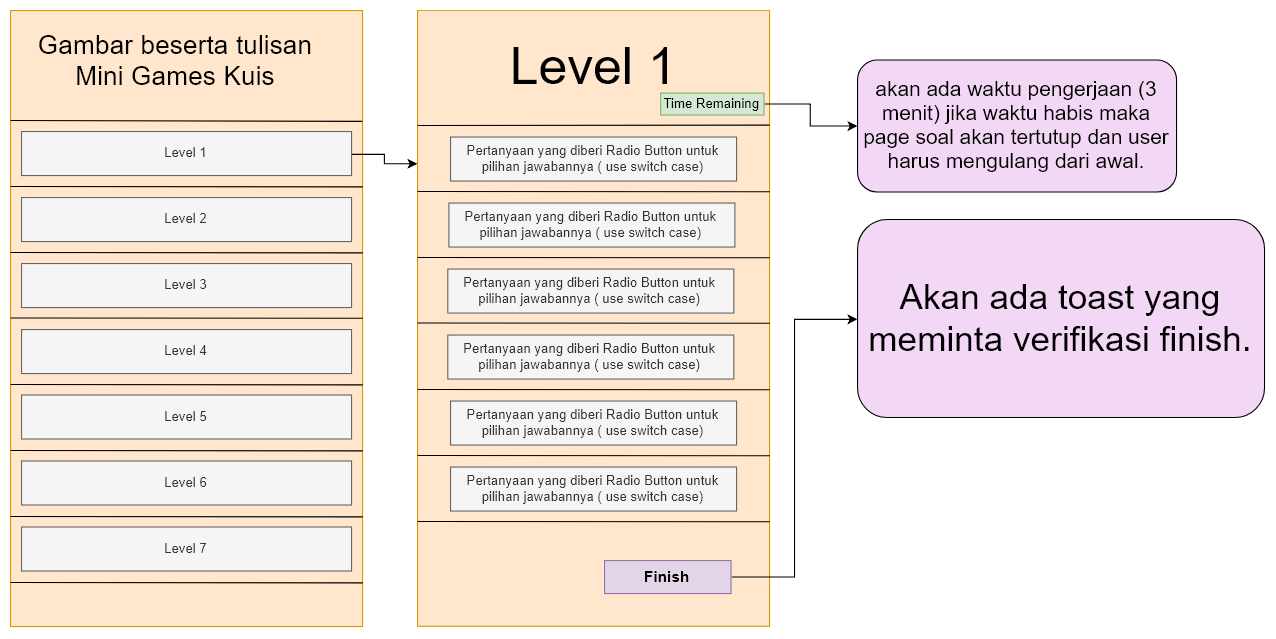 Gambar beserta tulisan
Mini Games Kuis
Level 1
Level 2
Level 3
Level 4
Level 5
Level 6
Level 7
Level 1
Time Remaining
Pertanyaan yang diberi Radio Button untuk
pilihan jawabannya ( use switch case)
Pertanyaan yang diberi Radio Button untuk
pilihan jawabannya ( use switch case)
Pertanyaan yang diberi Radio Button untuk
pilihan jawabannya ( use switch case)
Pertanyaan yang diberi Radio Button untuk
pilihan jawabannya ( use switch case)
Pertanyaan yang diberi Radio Button untuk
pilihan jawabannya ( use switch case)
Pertanyaan yang diberi Radio Button untuk
pilihan jawabannya ( use switch case)
Finish
akan ada waktu pengerjaan (3
menit) jika waktu habis maka
page soal akan tertutup dan user
harus mengulang dari awal.
Akan ada toast yang
meminta verifikasi finish.